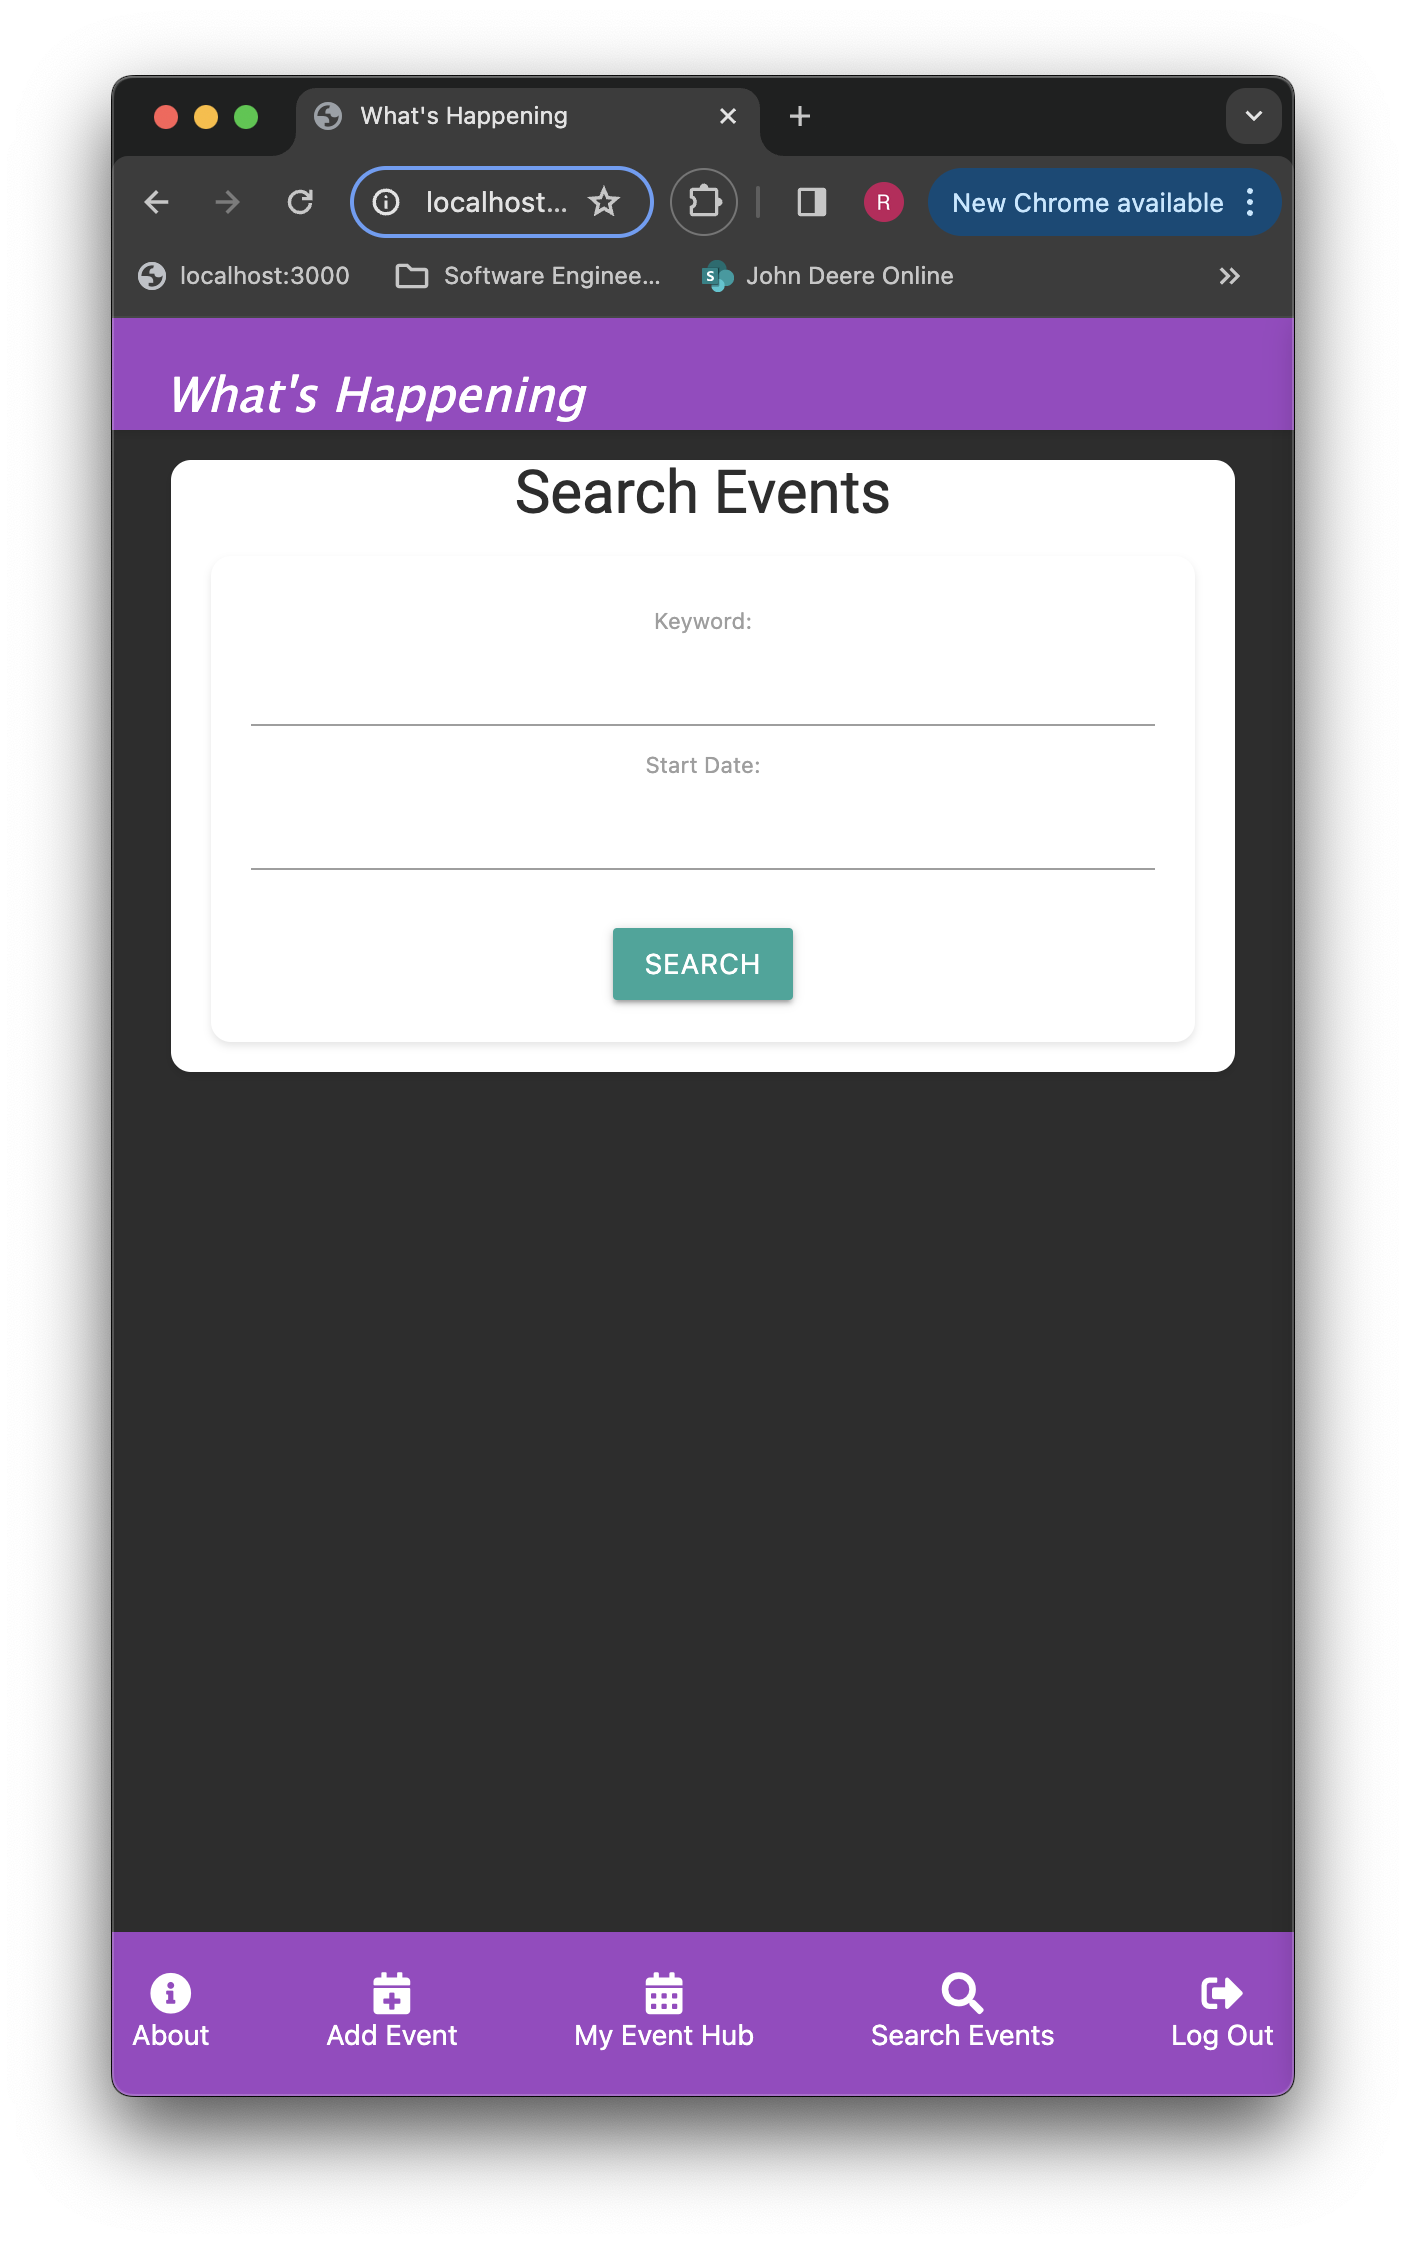 What's Happening
localhost...
R
New Chrome available
localhost:3000
Software Enginee...
S
John Deere Online
What's Happening
Search Events
Keyword:
Start Date:
SEARCH
About
Add Event
My Event Hub
Search Events
Log Out